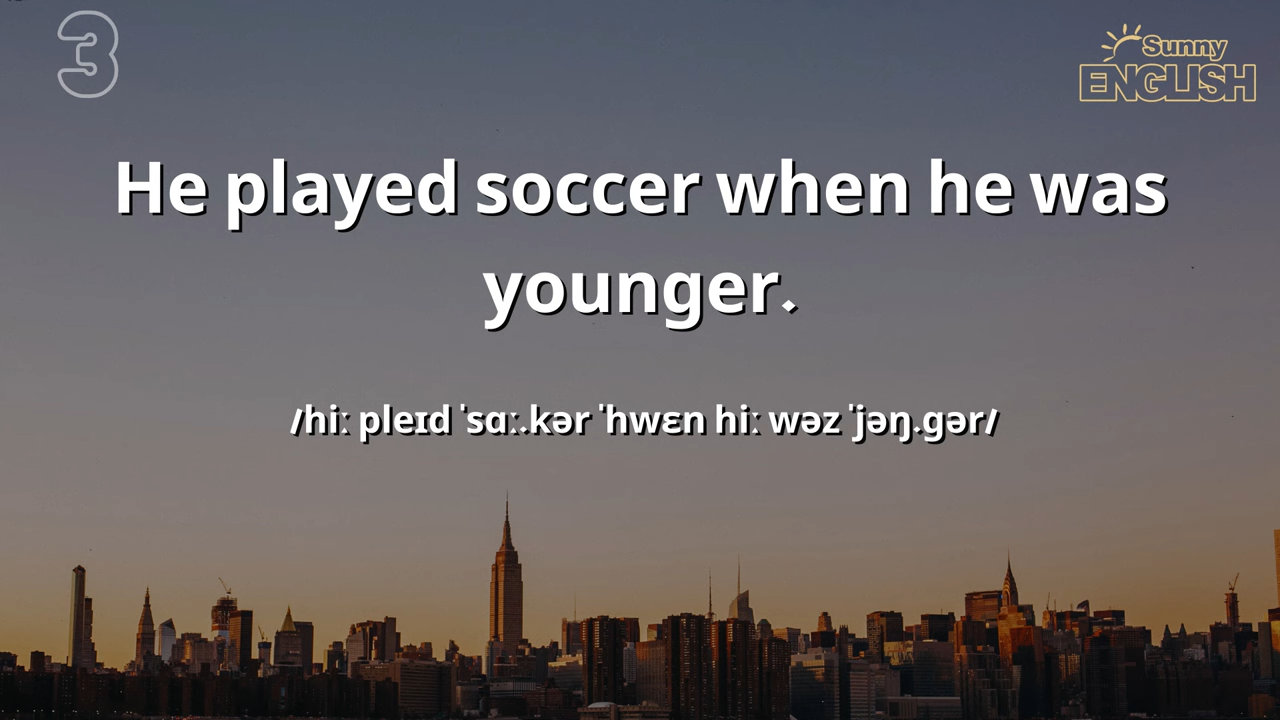 3
Sunny
ENGLISH
He played soccer when he was
younger.
/hiː pleɪd ˈsɑː.kər ˈhwɛn hiː wəz ˈjəŋ.gər/